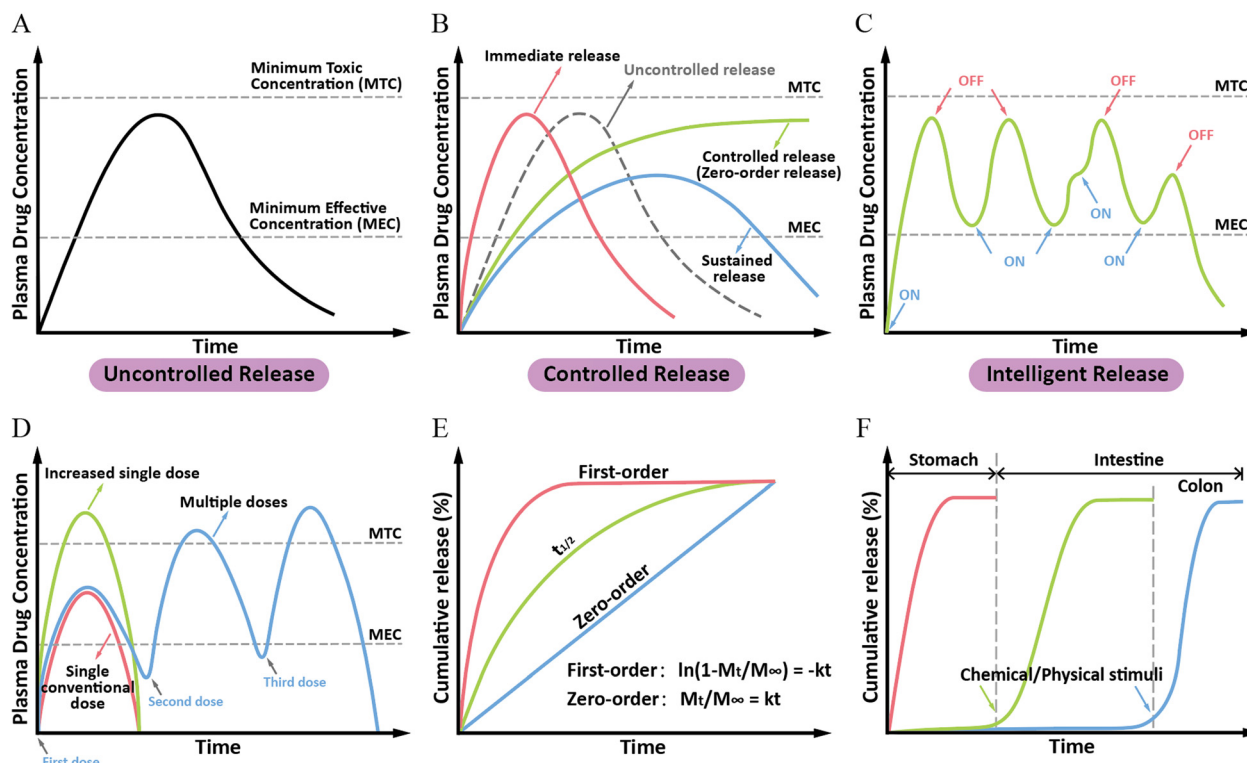 A
Plasma Drug Concentration
Minimum Toxic
Concentration (MTC)
Minimum Effective
Concentration (MEC)
Time
Uncontrolled Release
B
Plasma Drug Concentration
Immediate release
Uncontrolled release
MTC
Controlled release
(Zero-order release)
MEC
Sustained
release
Time
Controlled Release
C
Plasma Drug Concentration
OFF
OFF
MTC
OFF
ON
MEC
ON
ON
ON
Time
Intelligent Release
D
Plasma Drug Concentration
Increased single dose
Multiple doses
MTC
MEC
Single
conventional
dose
Second dose
Third dose
Time
First dose
E
Cumulative release (%)
First-order
t1/2
Zero-order
First-order: ln(1-Mt/M∞) = -kt
Zero-order: Mt/M∞ = kt
Time
F
Cumulative release (%)
Stomach
Intestine
Colon
Chemical/Physical stimuli
Time